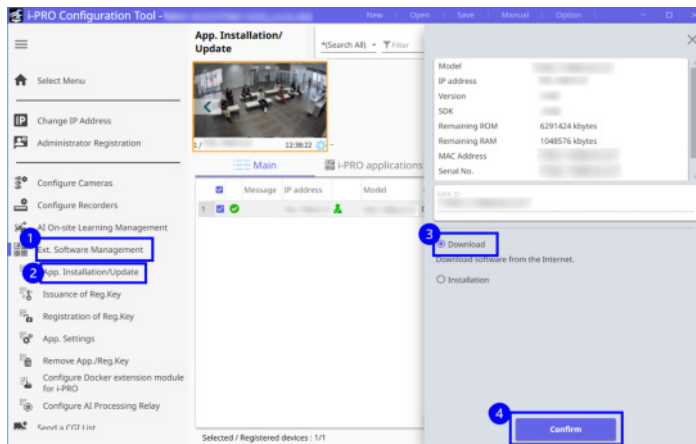 i-PRO Configuration Tool -
New Open Save Manual Option
Select Menu
Change IP Address
Administrator Registration
Configure Cameras
Configure Recorders
AI On-site Learning Management
1
Ext. Software Management
2
App. Installation/Update
Issuance of Reg.Key
Registration of Reg.Key
App. Settings
Remove App./Reg.Key
Configure Docker extension module
for i-PRO
Configure AI Processing Relay
Send a CGI List
App. Installation/
Update
*(Search All) Filter
1/ 12:38:22
Main i-PRO applications
Message IP address Model
1
Selected / Registered devices : 1/1
Model
IP address
Version
SDK
Remaining ROM 6291424 kbytes
Remaining RAM 1048576 kbytes
MAC Address
Serial No.
MPR ID
3
Download
Download software from the Internet.
Installation
4
Confirm